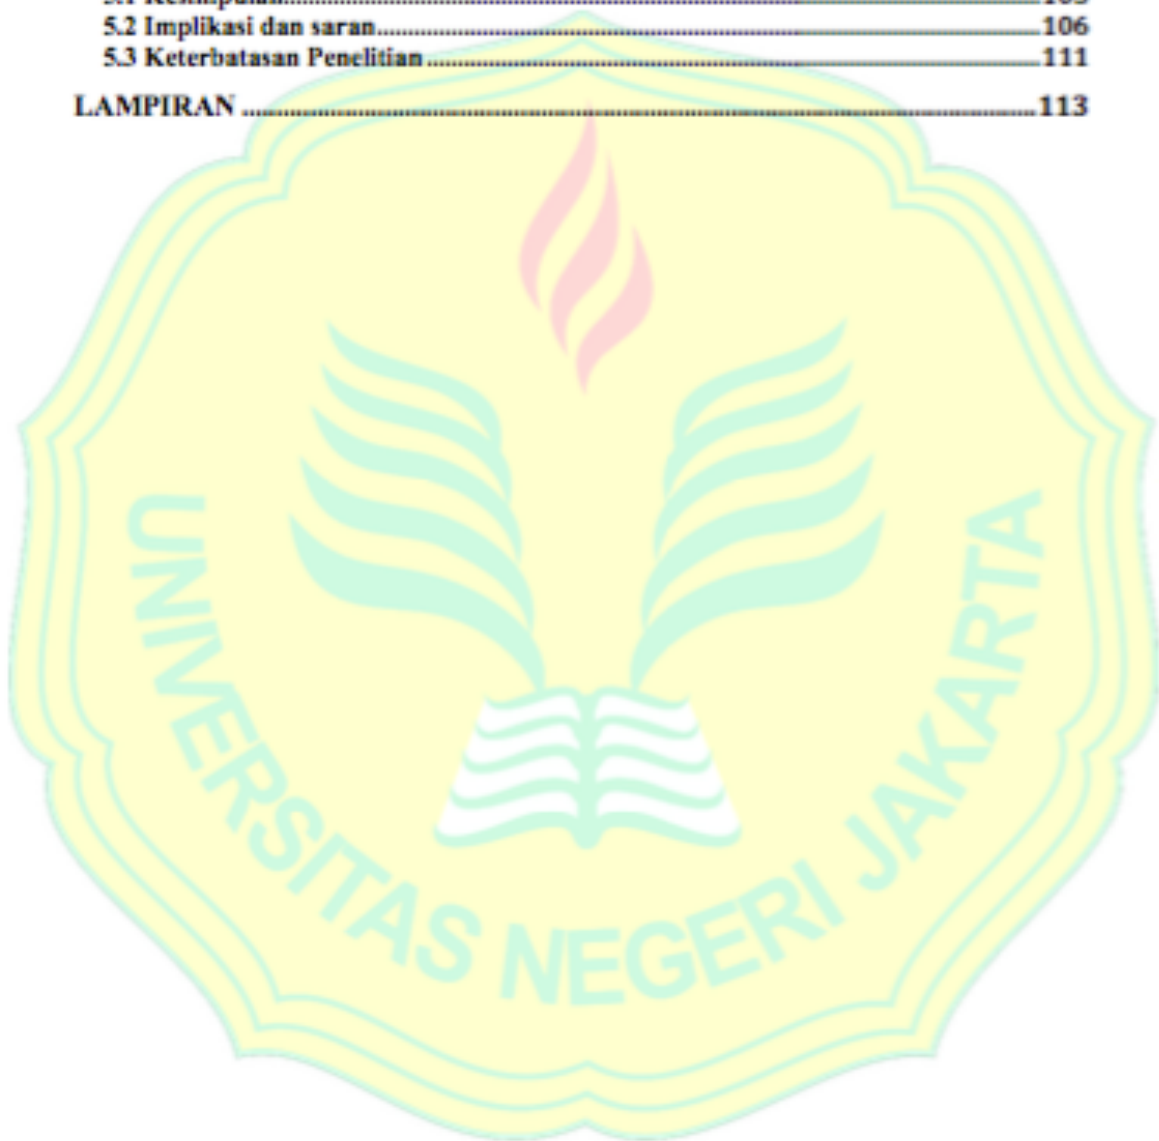 5.2 Implikasi dan saran........................106
5.3 Keterbatasan Penelitian........................111
LAMPIRAN........................113
UNIVERSITAS NEGERI JAKARTA